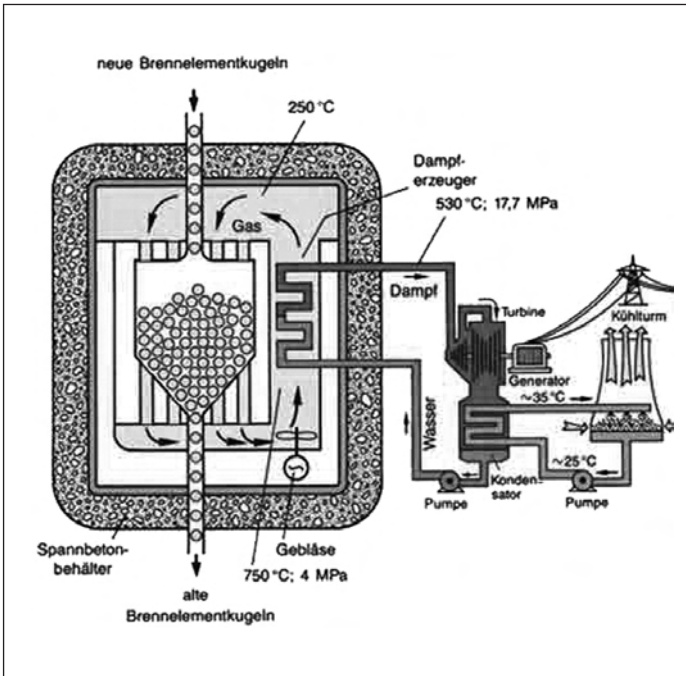 neue Brennelementkugeln
250 °C
Dampf-
erzeuger
530 °C; 17,7 MPa
Gas
Dampf
Turbine
Kühlturm
Generator
~35°C
Wasser
~25°C
Pumpe
Konden-
sator
Pumpe
Spannbeton-
behälter
Gebläse
750 °C; 4 MPa
alte
Brennelementkugeln